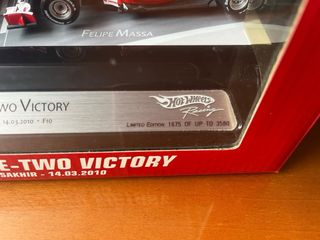 FELIPE MASSA
WO VICTORY
14.03.2010 • F10
Hot Wheels
Racing
LIMITED EDITION: 1675 OF UP TO 3580
E-TWO VICTORY
SAKHIR - 14.03.2010